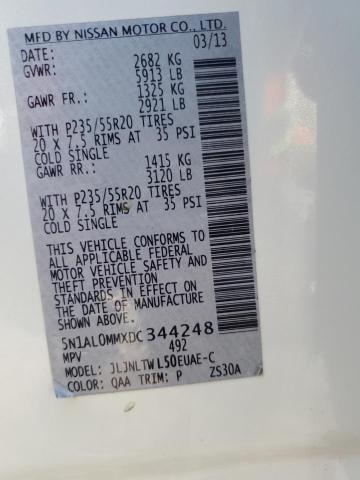 MFD BY NISSAN MOTOR CO., LTD.
DATE: 03/13
GVWR: 2682 KG
5913 LB
GAWR FR.: 1325 KG
2921 LB
WITH P235/55R20 TIRES
20 X 7.5 RIMS AT 35 PSI
COLD SINGLE
GAWR RR.: 1415 KG
3120 LB
WITH P235/55R20 TIRES
20 X 7.5 RIMS AT 35 PSI
COLD SINGLE
THIS VEHICLE CONFORMS TO
ALL APPLICABLE FEDERAL
MOTOR VEHICLE SAFETY AND
THEFT PREVENTION
STANDARDS IN EFFECT ON
THE DATE OF MANUFACTURE
SHOWN ABOVE.
5N1AL0MMXDC344248
MPV 492
MODEL: JLJNLTWL50EUAE-C
COLOR: QAA TRIM: P ZS30A